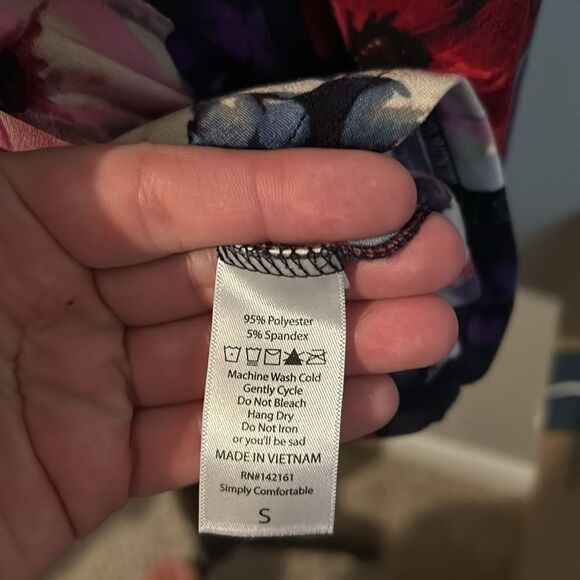 95% Polyester
5% Spandex
Machine Wash Cold
Gently Cycle
Do Not Bleach
Hang Dry
Do Not Iron
or you'll be sad
MADE IN VIETNAM
RN#142161
Simply Comfortable
S